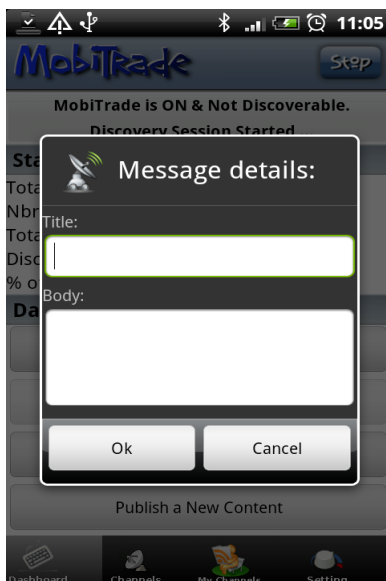 11:05
MobiTrade
Stop
MobiTrade is ON & Not Discoverable.
Discovery Session Started
Message details:
Title:
Body:
Ok
Cancel
Publish a New Content
Dashboard
Channels
My Channels
Setting